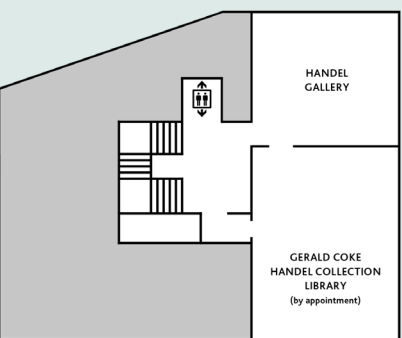 HANDEL
GALLERY
GERALD COKE
HANDEL COLLECTION
LIBRARY
(by appointment)